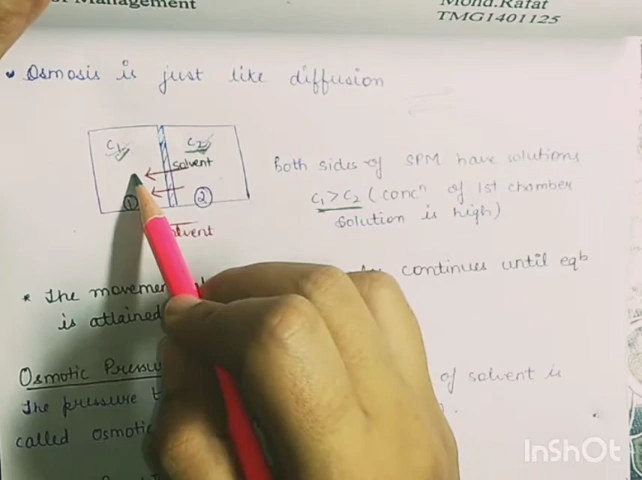 Management
Mohd.Rafat
TMG1401125
Osmosis is just like diffusion
C1
C2
solvent
1
2
Both sides of SPM have solutions
C1 > C2 (concn of 1st chamber
solution is high)
* The continues until eqb
is attained
Osmotic
of solvent is
The pressure
called
InShOt